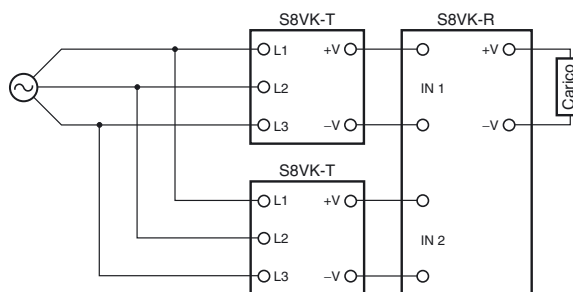 S8VK-T
S8VK-R
L1 +V
+V
L2
IN 1
L3 –V
–V
Carico
S8VK-T
L1 +V
L2
IN 2
L3 –V